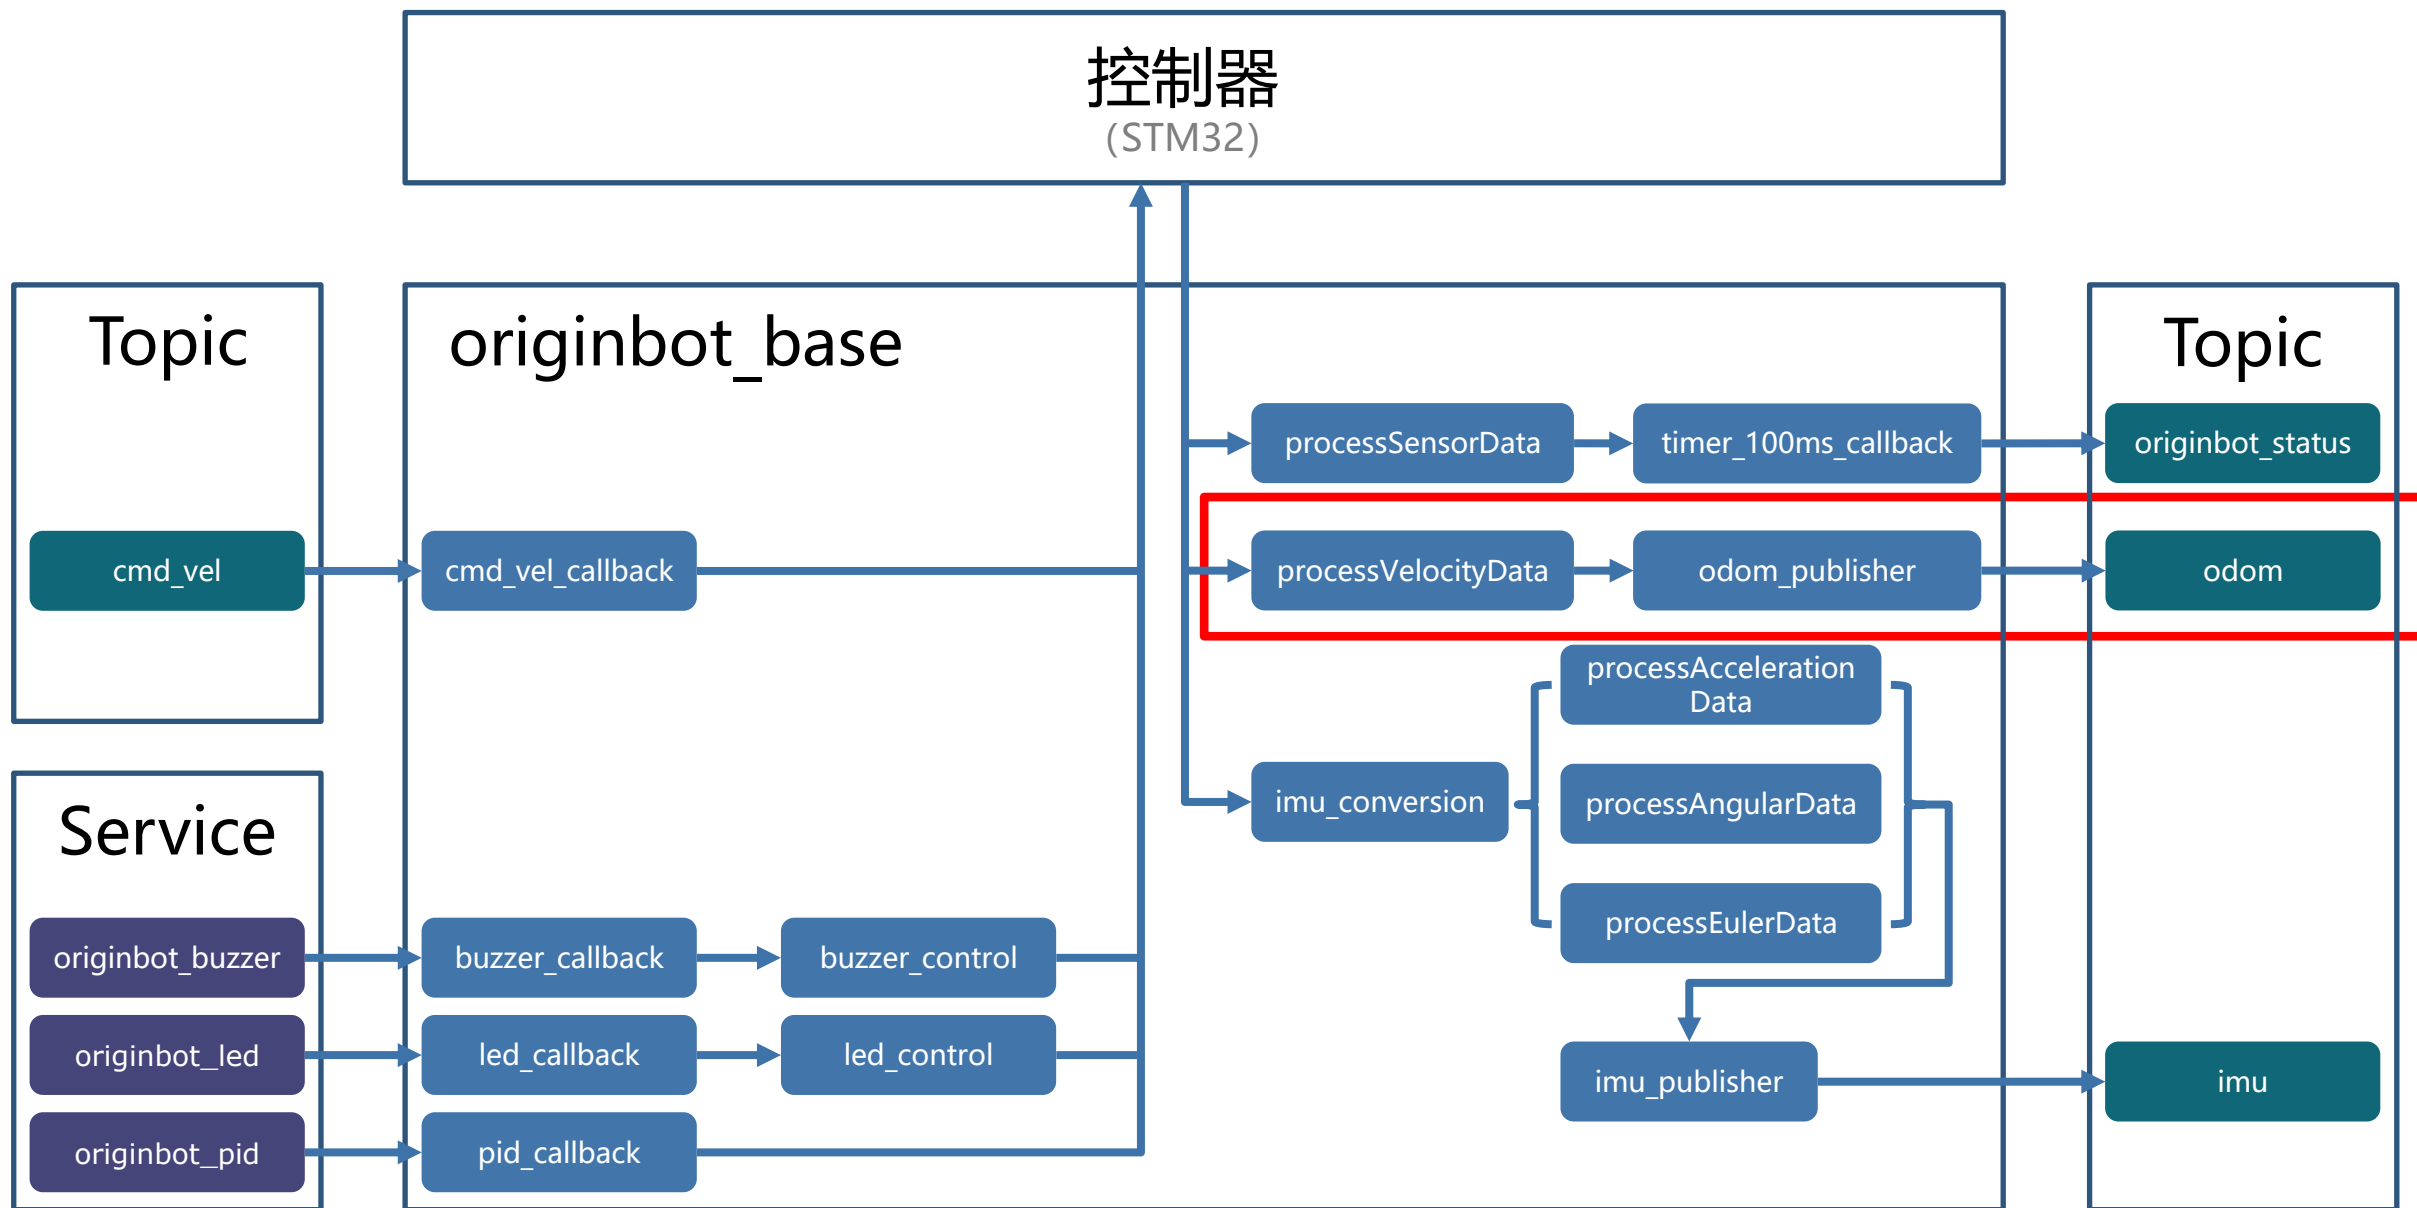 控制器
(STM32)
Topic
cmd_vel
Service
originbot_buzzer
originbot_led
originbot_pid
originbot_base
cmd_vel_callback
buzzer_callback
buzzer_control
led_callback
led_control
pid_callback
processSensorData
timer_100ms_callback
processVelocityData
odom_publisher
imu_conversion
processAcceleration
Data
processAngularData
processEulerData
imu_publisher
Topic
originbot_status
odom
imu